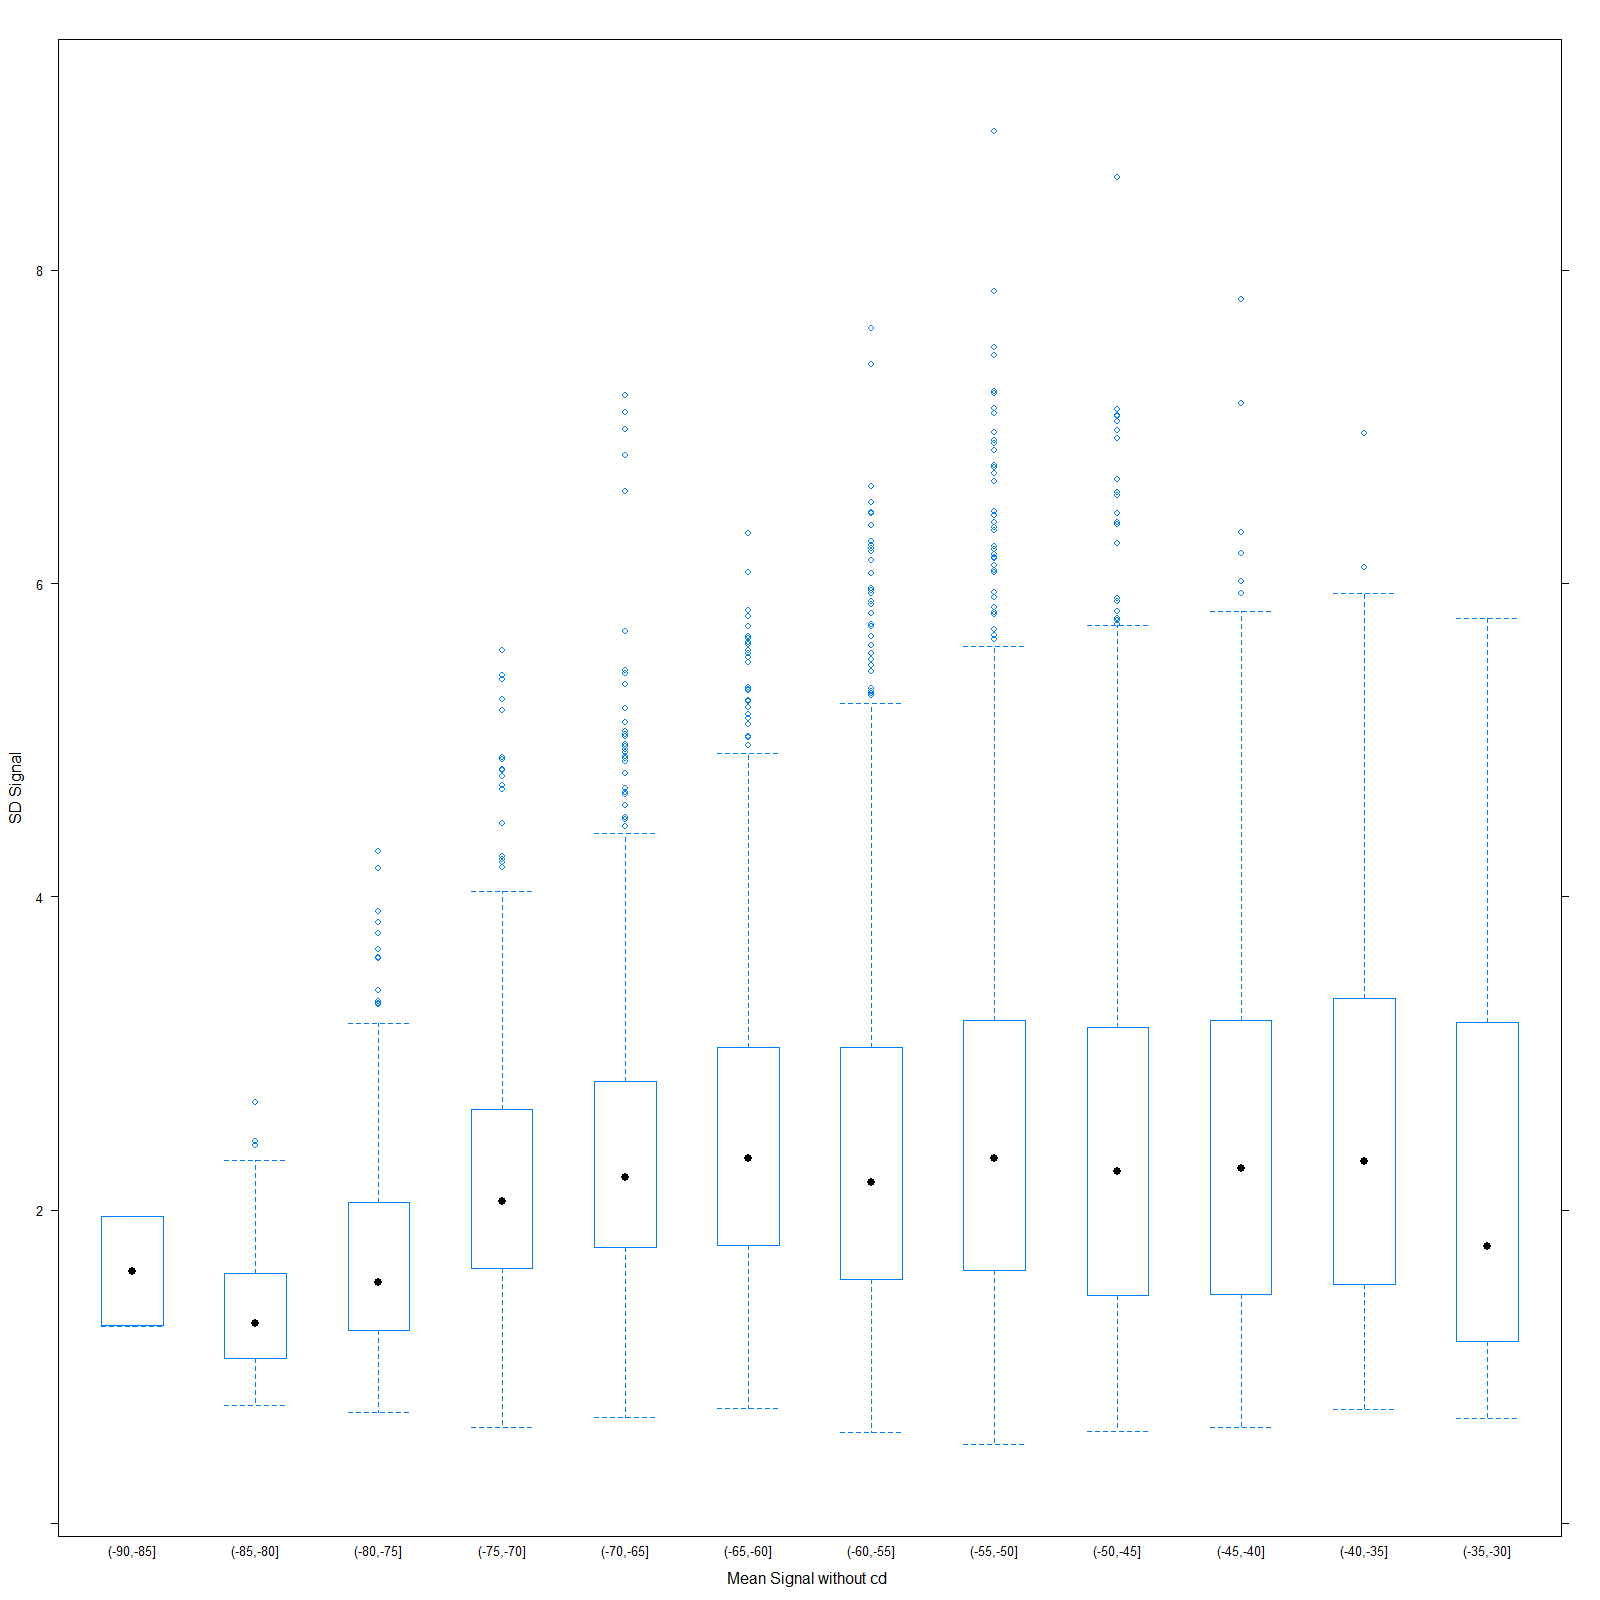 8
6
SD Signal
4
2
(-90,-85] (-85,-80] (-80,-75] (-75,-70] (-70,-65] (-65,-60] (-60,-55] (-55,-50] (-50,-45] (-45,-40] (-40,-35] (-35,-30]
Mean Signal without cd